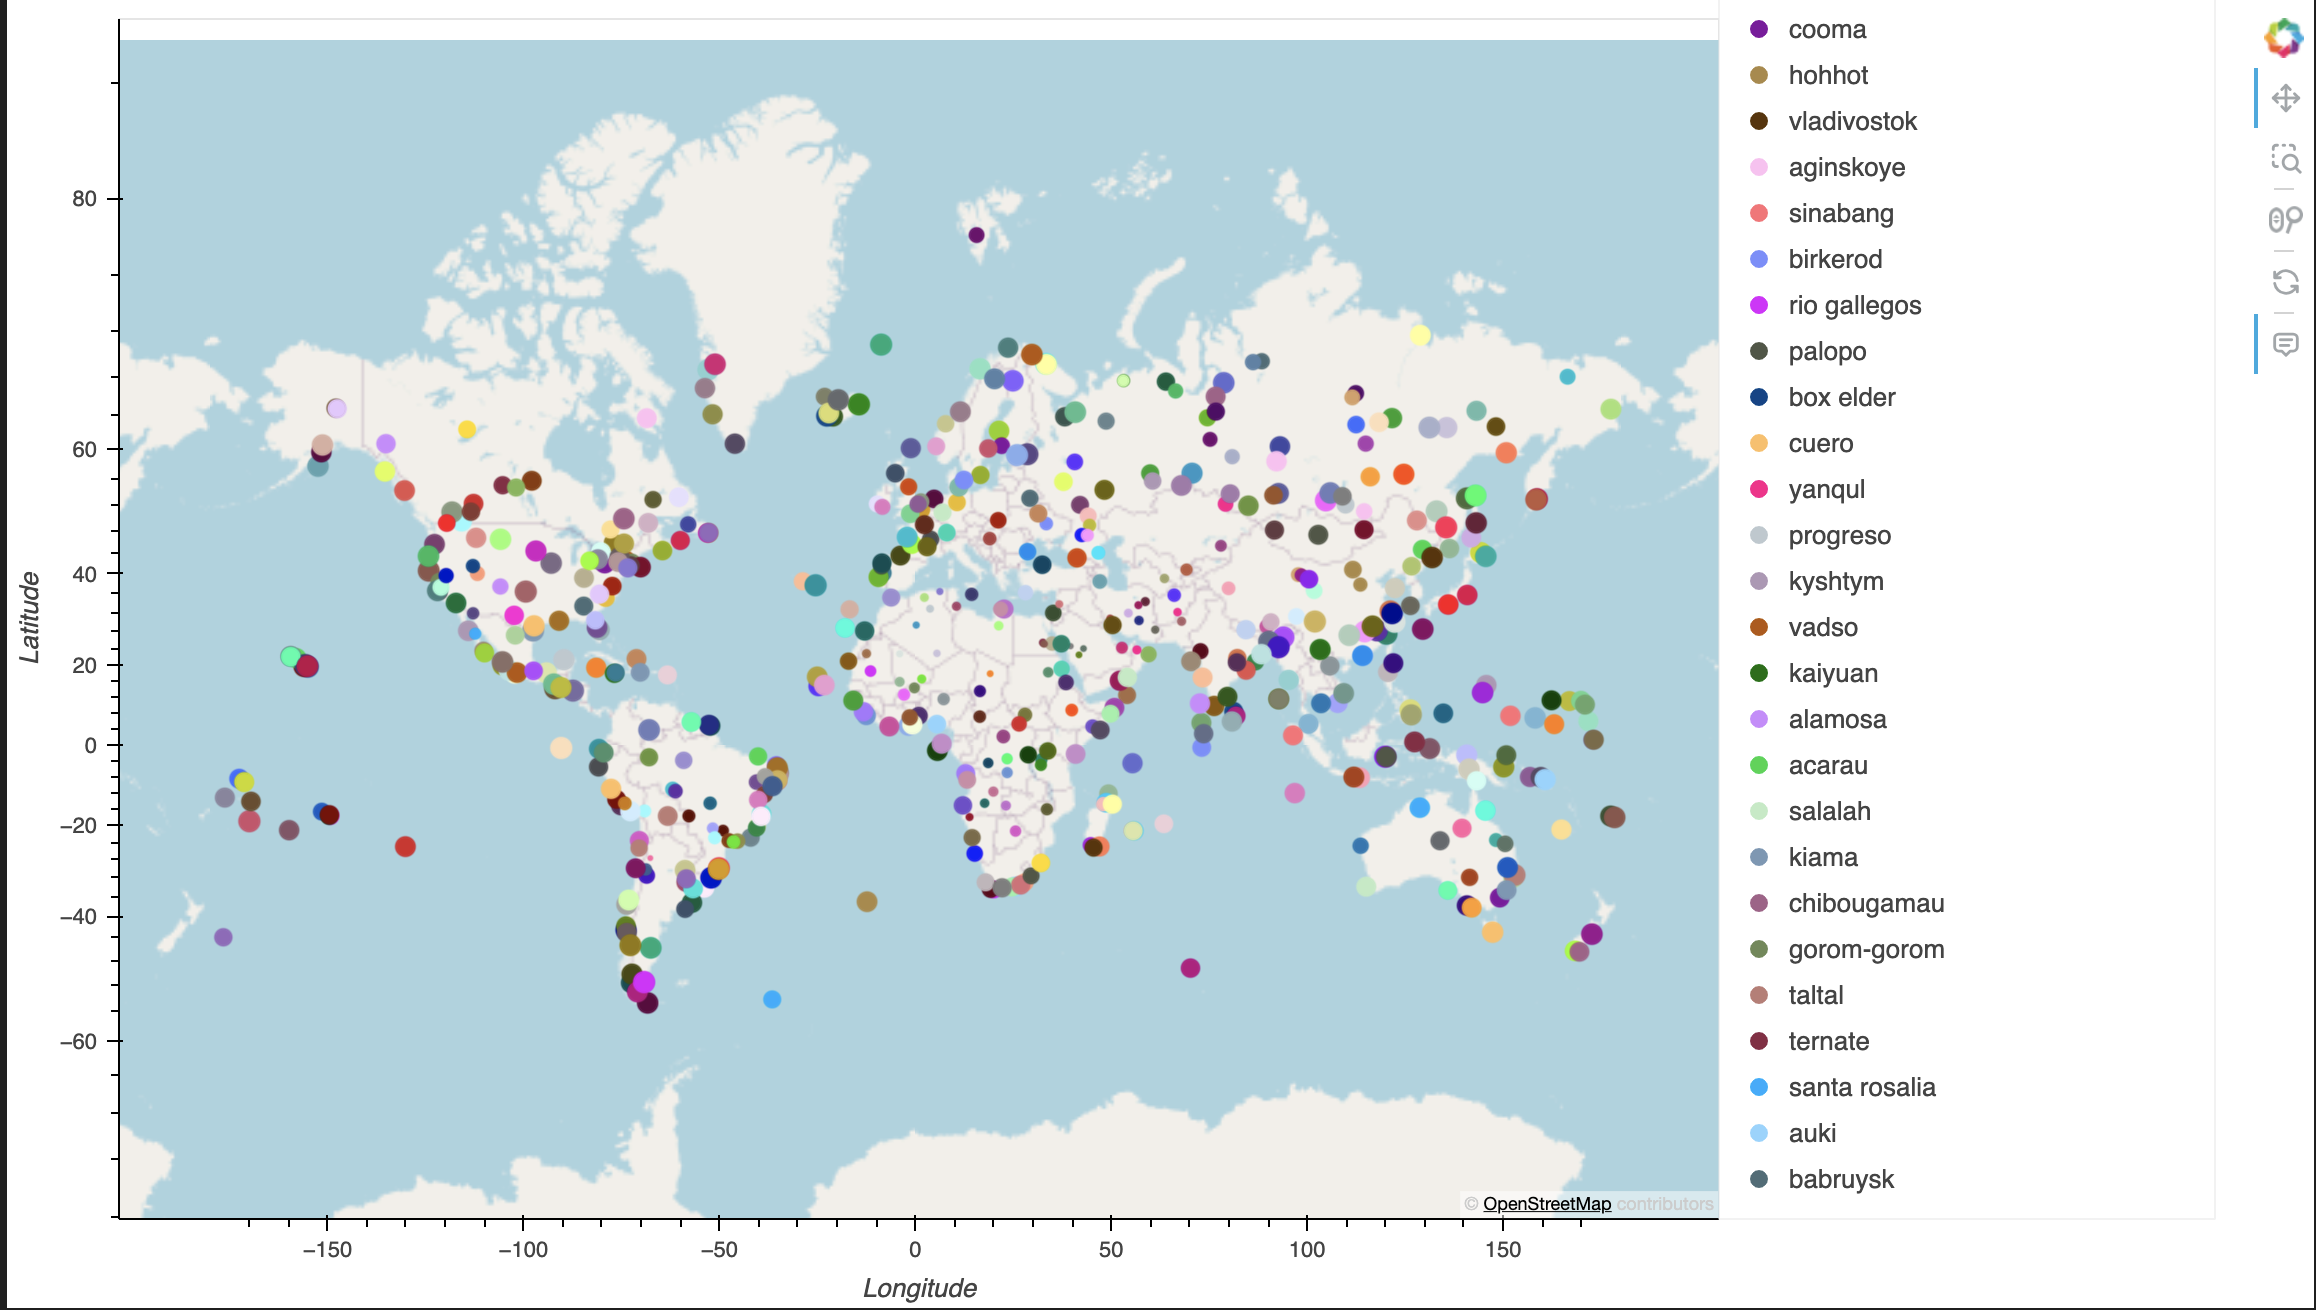 cooma
hohhot
vladivostok
aginskoye
sinabang
birkerod
rio gallegos
palopo
box elder
cuero
yanqul
progreso
kyshtym
vadso
kaiyuan
alamosa
acarau
salalah
kiama
chibougamau
gorom-gorom
taltal
ternate
santa rosalia
auki
babruysk
80
60
40
20
0
−20
−40
−60
Latitude
© OpenStreetMap contributors
−150 −100 −50 0 50 100 150
Longitude